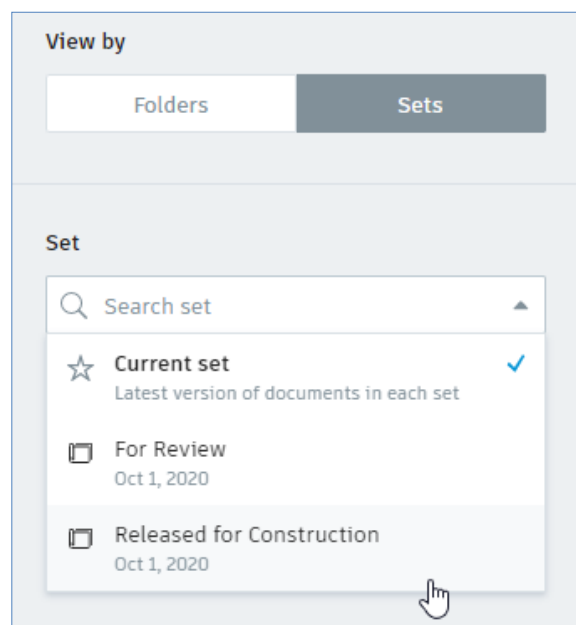 View by
Folders Sets
Set
Search set
Current set
Latest version of documents in each set
For Review
Oct 1, 2020
Released for Construction
Oct 1, 2020